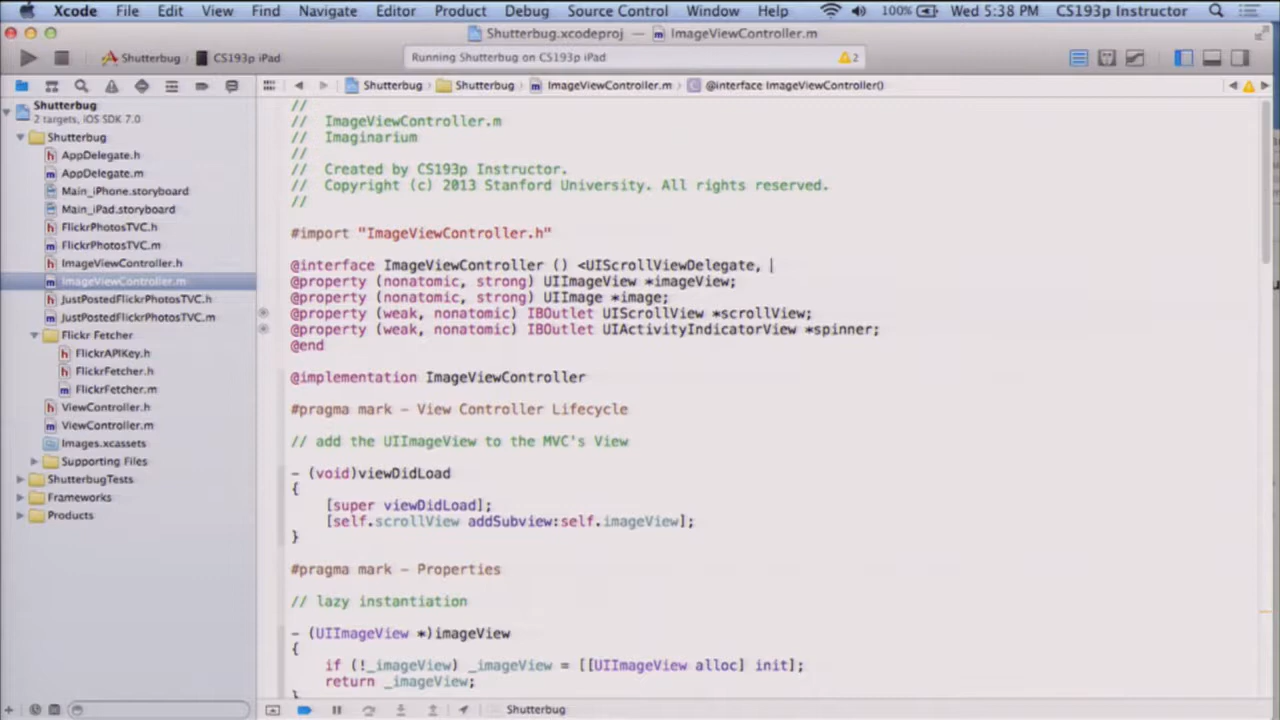 Xcode File Edit View Find Navigate Editor Product Debug Source Control Window Help 100% Wed 5:38 PM CS193p Instructor
Shutterbug.xcodeproj — ImageViewController.m
Shutterbug CS193p iPad Running Shutterbug on CS193p iPad 2
Shutterbug Shutterbug ImageViewController.m @interface ImageViewController()
Shutterbug
2 targets, iOS SDK 7.0
Shutterbug
AppDelegate.h
AppDelegate.m
Main_iPhone.storyboard
Main_iPad.storyboard
FlickrPhotosTVC.h
FlickrPhotosTVC.m
ImageViewController.h
ImageViewController.m
JustPostedFlickrPhotosTVC.h
JustPostedFlickrPhotosTVC.m
Flickr Fetcher
FlickrAPIKey.h
FlickrFetcher.h
FlickrFetcher.m
ViewController.h
ViewController.m
Images.xcassets
Supporting Files
ShutterbugTests
Frameworks
Products
//
//  ImageViewController.m
//  Imaginarium
//
//  Created by CS193p Instructor.
//  Copyright (c) 2013 Stanford University. All rights reserved.
//
#import "ImageViewController.h"
@interface ImageViewController () <UIScrollViewDelegate,
@property (nonatomic, strong) UIImageView *imageView;
@property (nonatomic, strong) UIImage *image;
@property (weak, nonatomic) IBOutlet UIScrollView *scrollView;
@property (weak, nonatomic) IBOutlet UIActivityIndicatorView *spinner;
@end
@implementation ImageViewController
#pragma mark - View Controller Lifecycle
// add the UIImageView to the MVC's View
- (void)viewDidLoad
{
[super viewDidLoad];
[self.scrollView addSubview:self.imageView];
}
#pragma mark - Properties
// lazy instantiation
- (UIImageView *)imageView
{
if (!_imageView) _imageView = [[UIImageView alloc] init];
return _imageView;
}
Shutterbug